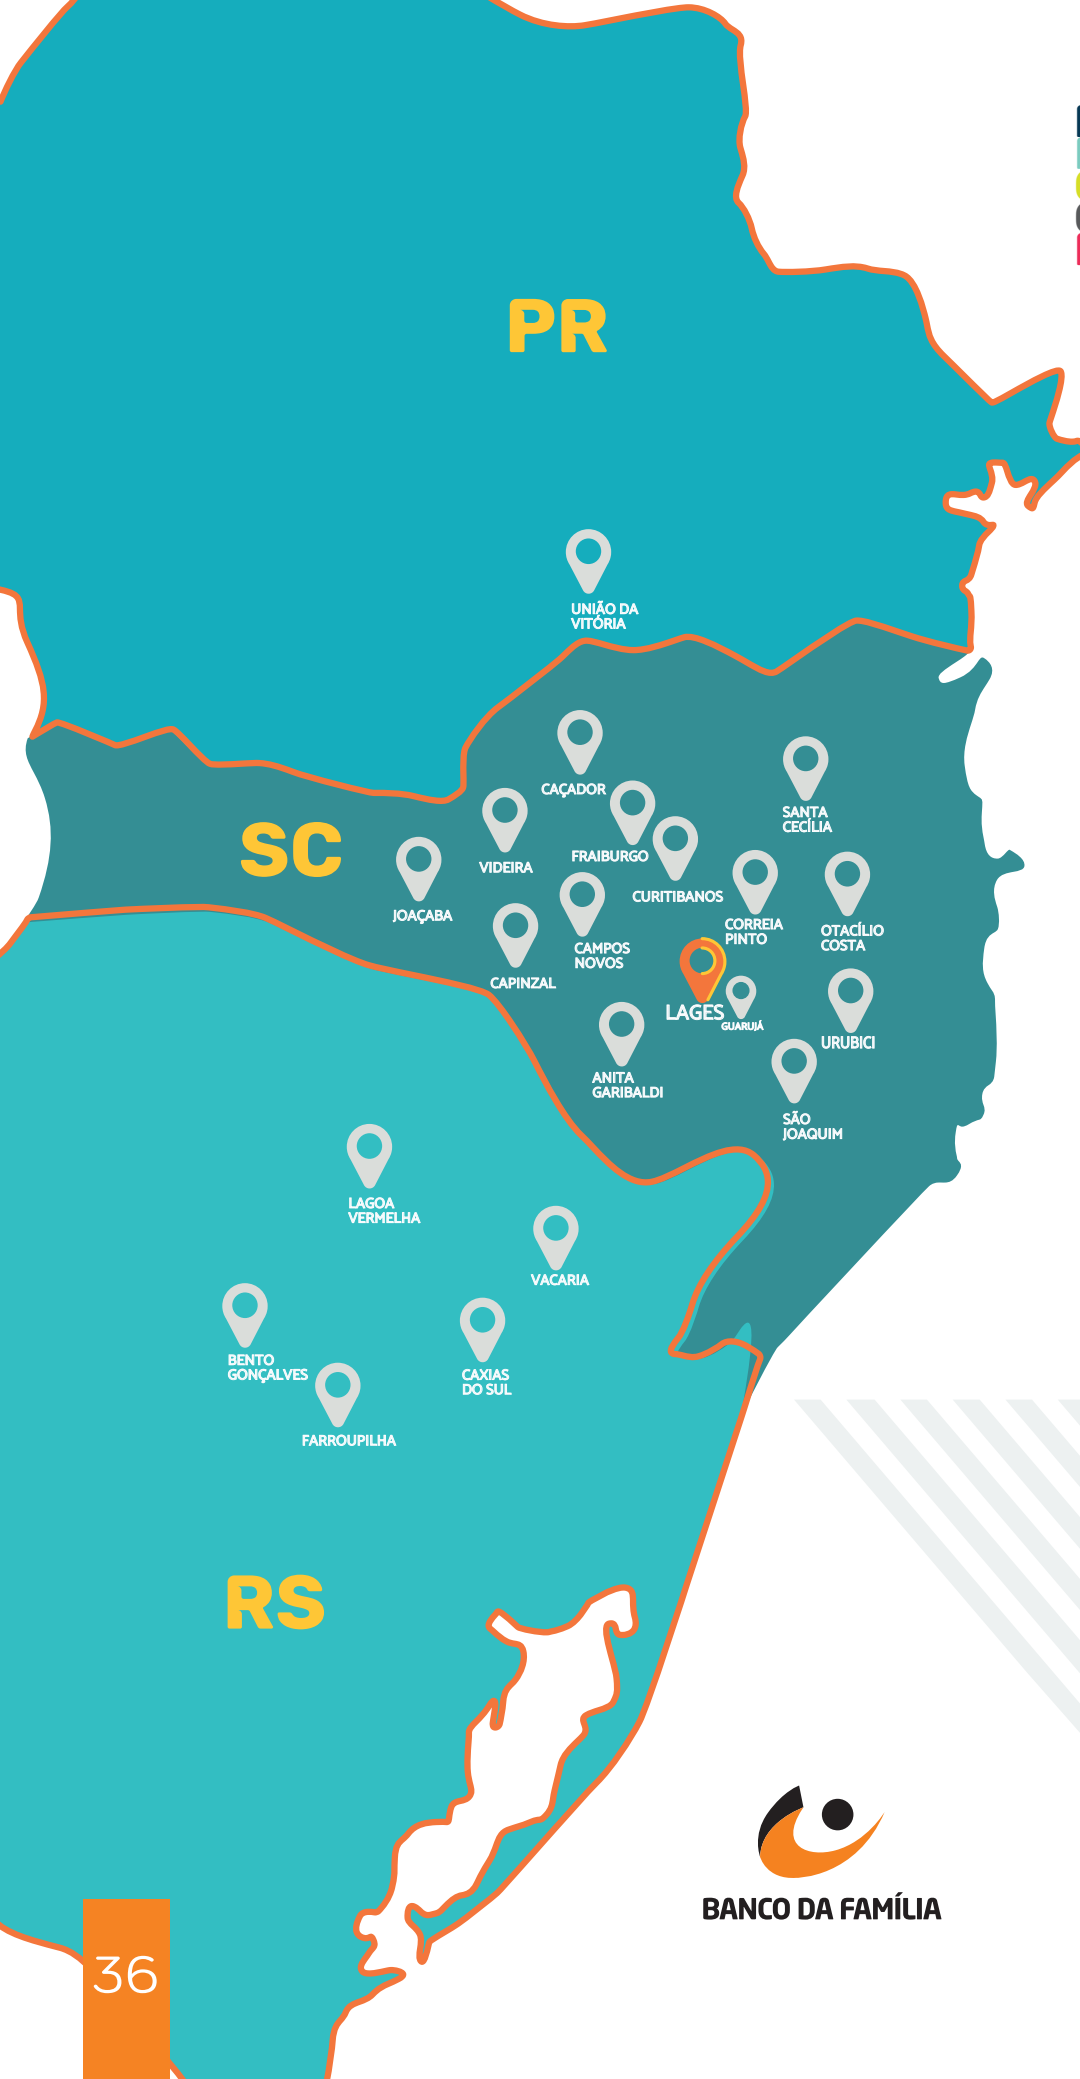 PR
UNIÃO DA
VITÓRIA
CAÇADOR
SANTA
CECÍLIA
SC
VIDEIRA
FRAIBURGO
CURITIBANOS
JOAÇABA
CORREIA
PINTO
OTACÍLIO
COSTA
CAMPOS
NOVOS
CAPINZAL
LAGES
GUARUJÁ
URUBICI
ANITA
GARIBALDI
SÃO
JOAQUIM
LAGOA
VERMELHA
VACARIA
BENTO
GONÇALVES
CAXIAS
DO SUL
FARROUPILHA
RS
BANCO DA FAMÍLIA
36